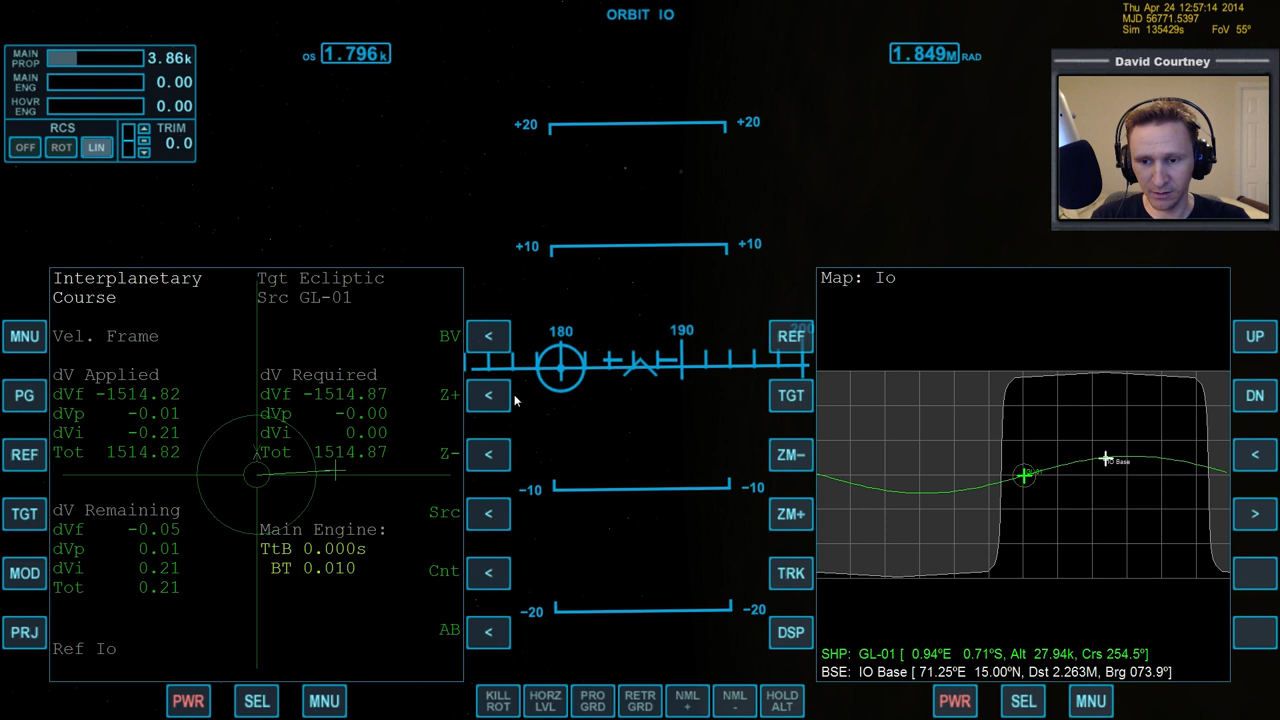 ORBIT IO
Thu Apr 24 12:57:14 2014
MJD 56771.5397
Sim 135429s FoV 55°
MAIN PROP 3.86k
MAIN ENG 0.00
HOVR ENG 0.00
RCS TRIM
OFF ROT LIN 0.0
OS 1.796k
1.849M RAD
David Courtney
+20 +20
+10 +10
180 190 200
-10 -10
-20 -20
Interplanetary Tgt Ecliptic
Course Src GL-01
Vel. Frame
dV Applied dV Required
dVf -1514.82 dVf -1514.87
dVp -0.01 dVp -0.00
dVi -0.21 dVi 0.00
Tot 1514.82 Tot 1514.87
dV Remaining
dVf -0.05 Main Engine:
dVp 0.01 TtB 0.000s
dVi 0.21 BT 0.010
Tot 0.21
Ref Io
MNU
PG
REF
TGT
MOD
PRJ
BV <
Z+ <
Z- <
Src <
Cnt <
AB <
PWR SEL MNU
KILL ROT
HORZ LVL
PRO GRD
RETR GRD
NML +
NML -
HOLD ALT
REF
TGT
ZM-
ZM+
TRK
DSP
Map: Io
GL-01
IO Base
SHP: GL-01 [ 0.94°E 0.71°S, Alt 27.94k, Crs 254.5°]
BSE: IO Base [ 71.25°E 15.00°N, Dst 2.263M, Brg 073.9°]
UP
DN
<
>
PWR SEL MNU